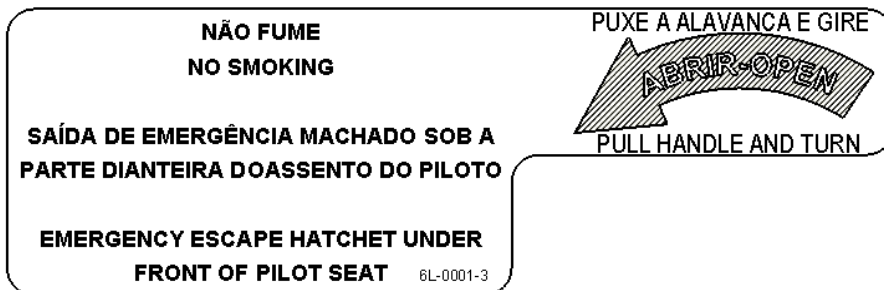 NÃO FUME
NO SMOKING
SAÍDA DE EMERGÊNCIA MACHADO SOB A
PARTE DIANTEIRA DOASSENTO DO PILOTO
EMERGENCY ESCAPE HATCHET UNDER
FRONT OF PILOT SEAT 6L-0001-3
PUXE A ALAVANCA E GIRE
ABRIR-OPEN
PULL HANDLE AND TURN